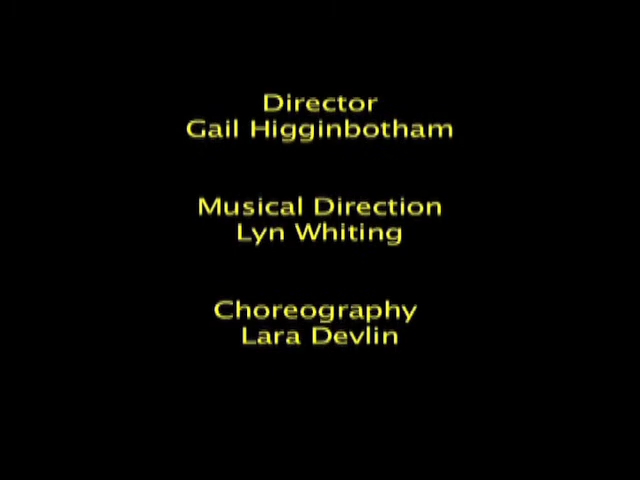 Director
Gail Higginbotham
Musical Direction
Lyn Whiting
Choreography
Lara Devlin